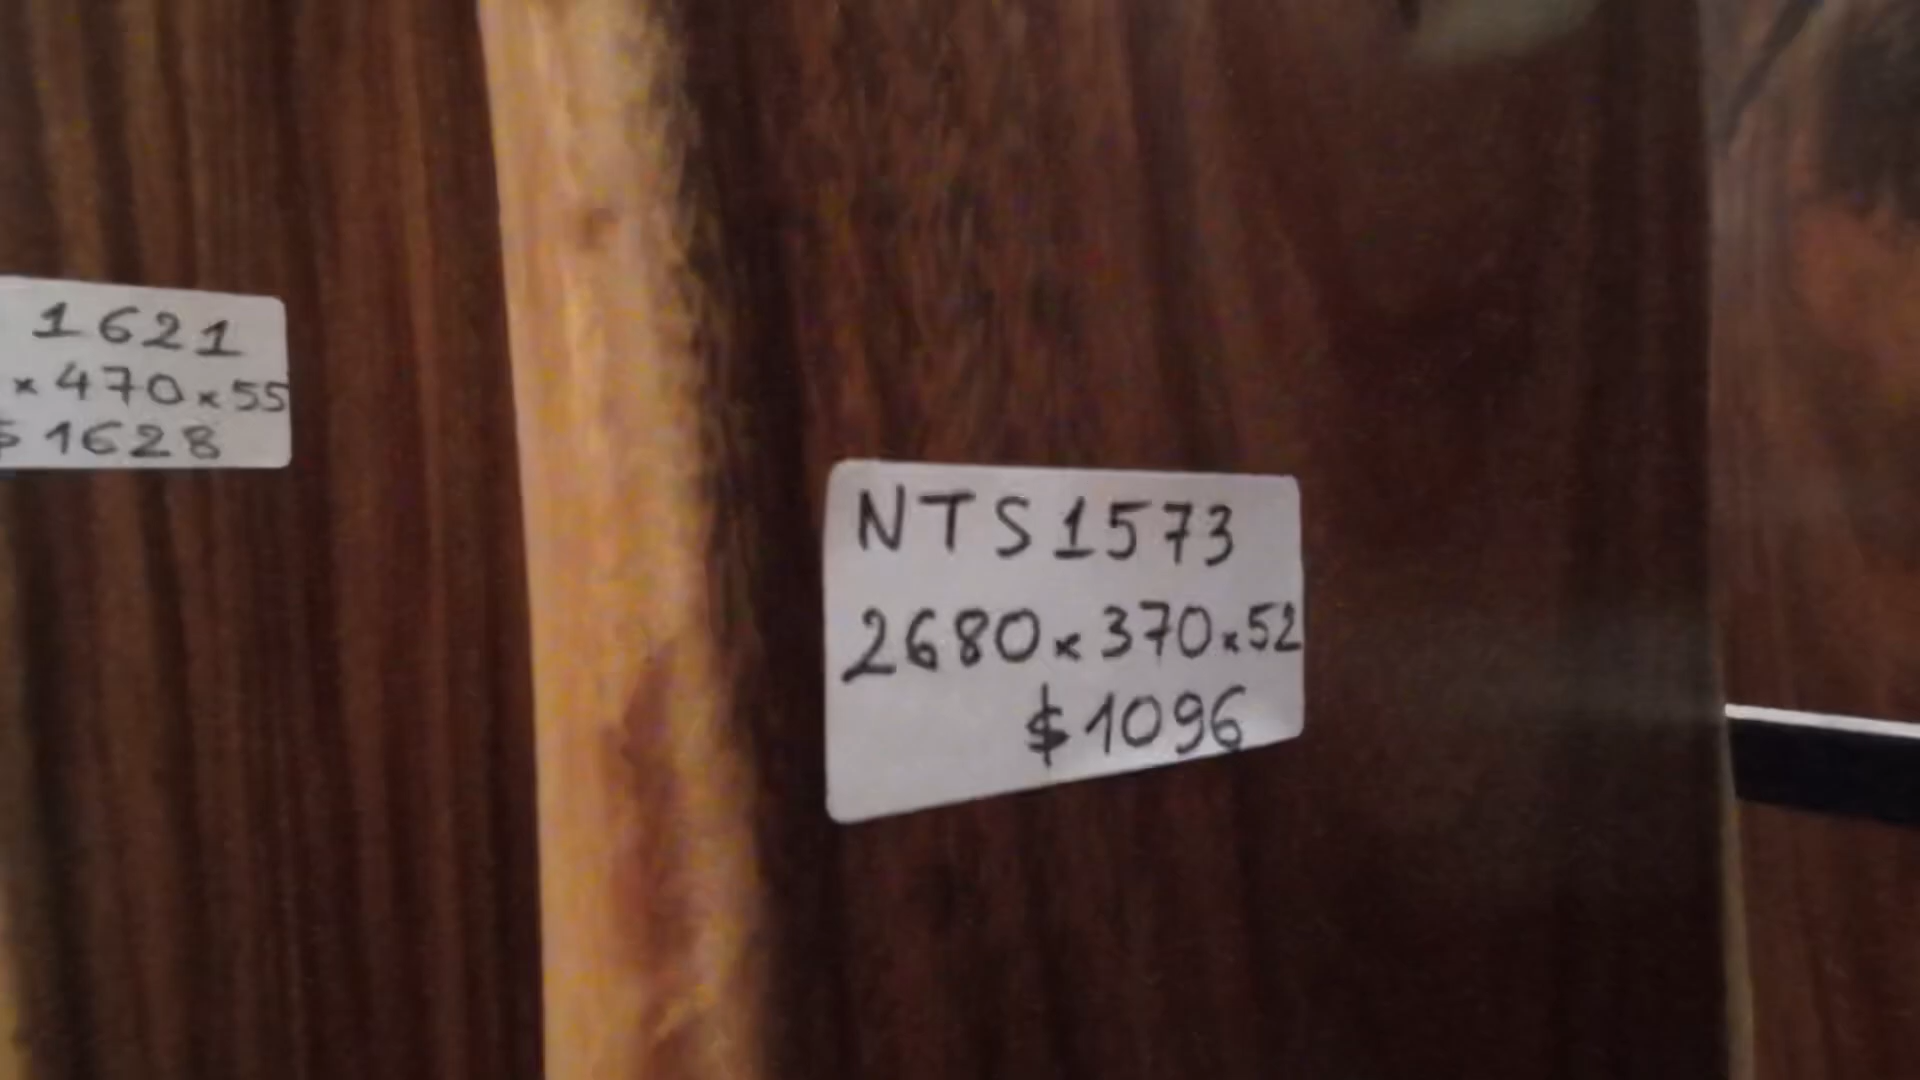 1621
x 470 x 55
$ 1628
NTS1573
2680 x 370 x 52
$1096